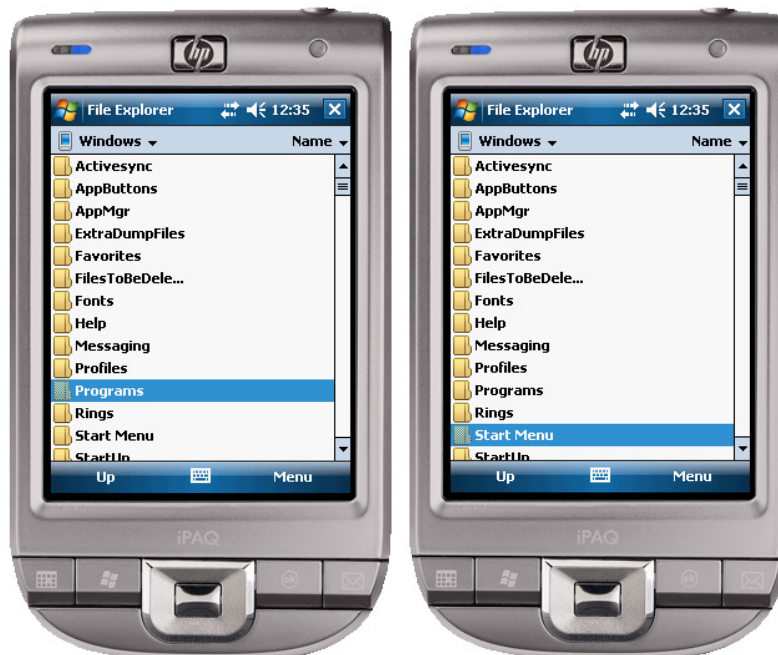 hp
File Explorer 12:35
Windows Name
Activesync
AppButtons
AppMgr
ExtraDumpFiles
Favorites
FilesToBeDele...
Fonts
Help
Messaging
Profiles
Programs
Rings
Start Menu
StartUp
Up Menu
iPAQ
ok
hp
File Explorer 12:35
Windows Name
Activesync
AppButtons
AppMgr
ExtraDumpFiles
Favorites
FilesToBeDele...
Fonts
Help
Messaging
Profiles
Programs
Rings
Start Menu
StartUp
Up Menu
iPAQ
ok